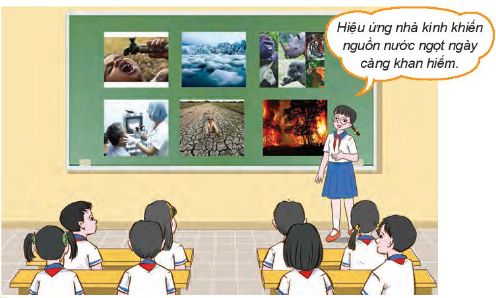 Hiệu ứng nhà kính khiến
nguồn nước ngọt ngày
càng khan hiếm.